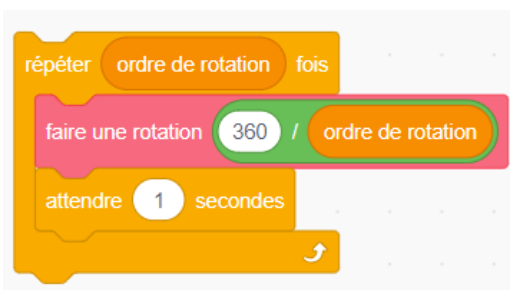 répéter ordre de rotation fois
faire une rotation 360 / ordre de rotation
attendre 1 secondes